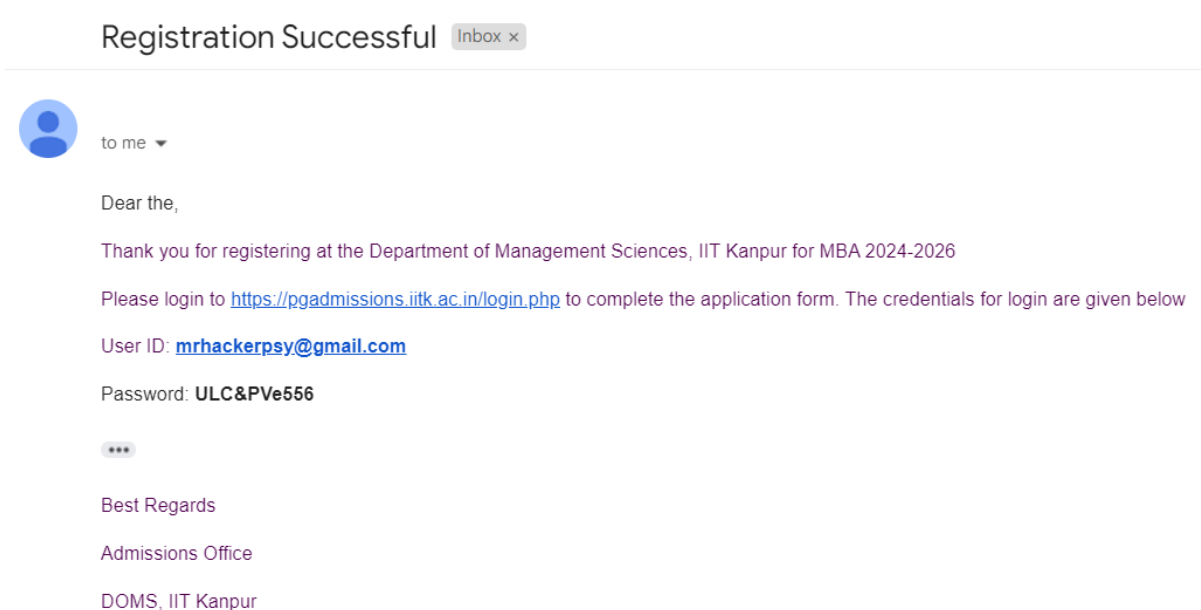 Registration Successful Inbox ×
to me
Dear the,
Thank you for registering at the Department of Management Sciences, IIT Kanpur for MBA 2024-2026
Please login to https://pgadmissions.iitk.ac.in/login.php to complete the application form. The credentials for login are given below
User ID: mrhackerpsy@gmail.com
Password: ULC&PVe556
•••
Best Regards
Admissions Office
DOMS, IIT Kanpur